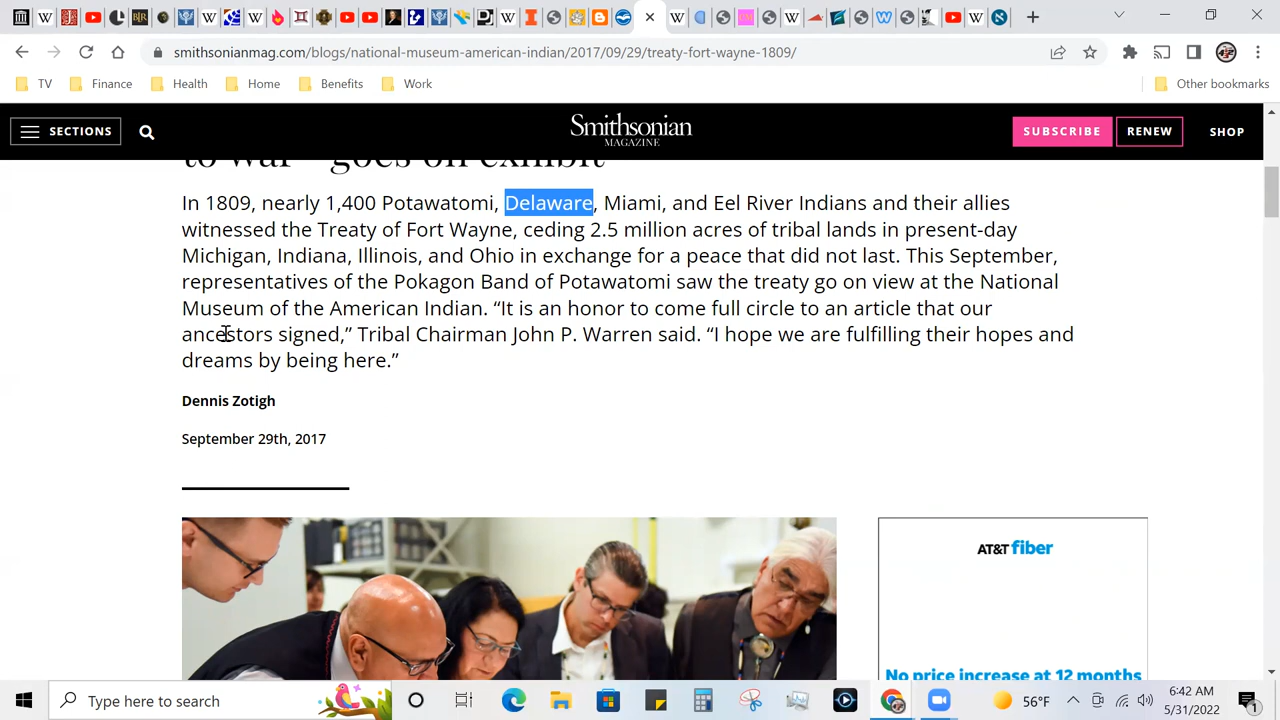 smithsonianmag.com/blogs/national-museum-american-indian/2017/09/29/treaty-fort-wayne-1809/
TV Finance Health Home Benefits Work Other bookmarks
SECTIONS Smithsonian MAGAZINE SUBSCRIBE RENEW SHOP
to war" goes on exhibit
In 1809, nearly 1,400 Potawatomi, Delaware, Miami, and Eel River Indians and their allies
witnessed the Treaty of Fort Wayne, ceding 2.5 million acres of tribal lands in present-day
Michigan, Indiana, Illinois, and Ohio in exchange for a peace that did not last. This September,
representatives of the Pokagon Band of Potawatomi saw the treaty go on view at the National
Museum of the American Indian. “It is an honor to come full circle to an article that our
ancestors signed,” Tribal Chairman John P. Warren said. “I hope we are fulfilling their hopes and
dreams by being here.”
Dennis Zotigh
September 29th, 2017
AT&T fiber
No price increase at 12 months
Type here to search
56°F
6:42 AM
5/31/2022